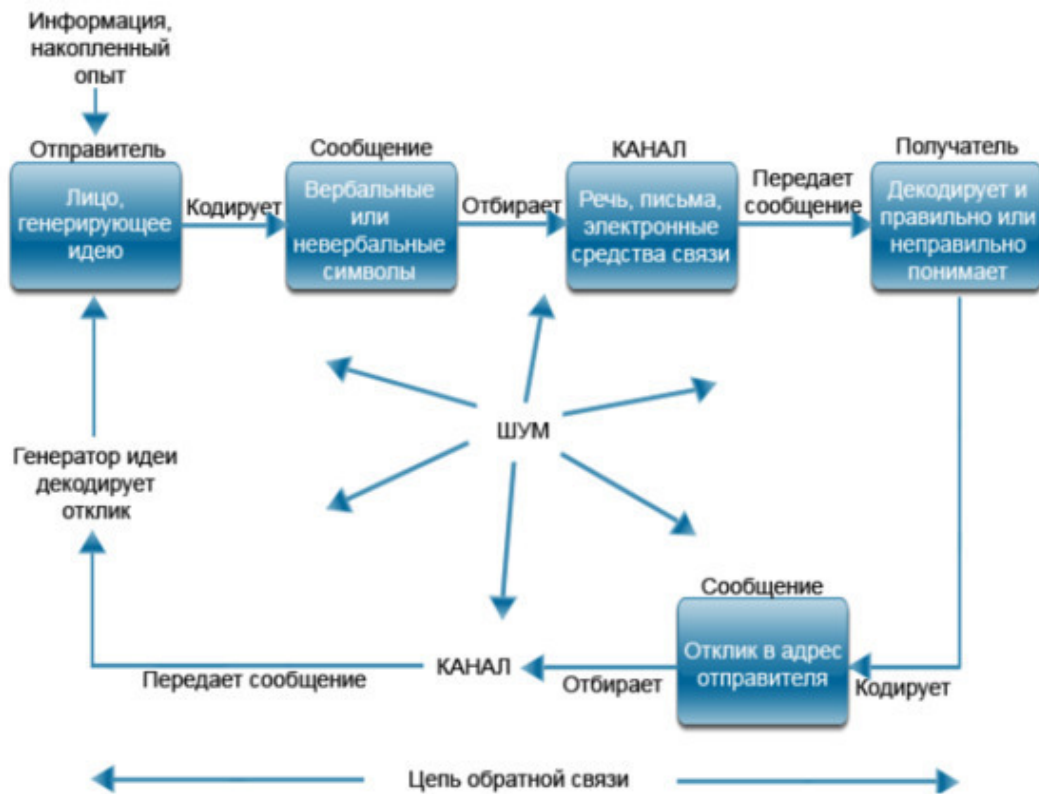 Информация,
накопленный
опыт
Отправитель
Сообщение
КАНАЛ
Получатель
Лицо,
генерирующее
идею
Кодирует
Вербальные
или
невербальные
символы
Отбирает
Речь, письма,
электронные
средства связи
Передает
сообщение
Декодирует и
правильно или
неправильно
понимает
ШУМ
Генератор идеи
декодирует
отклик
Сообщение
Отклик в адрес
отправителя
Кодирует
Отбирает
КАНАЛ
Передает сообщение
Цепь обратной связи